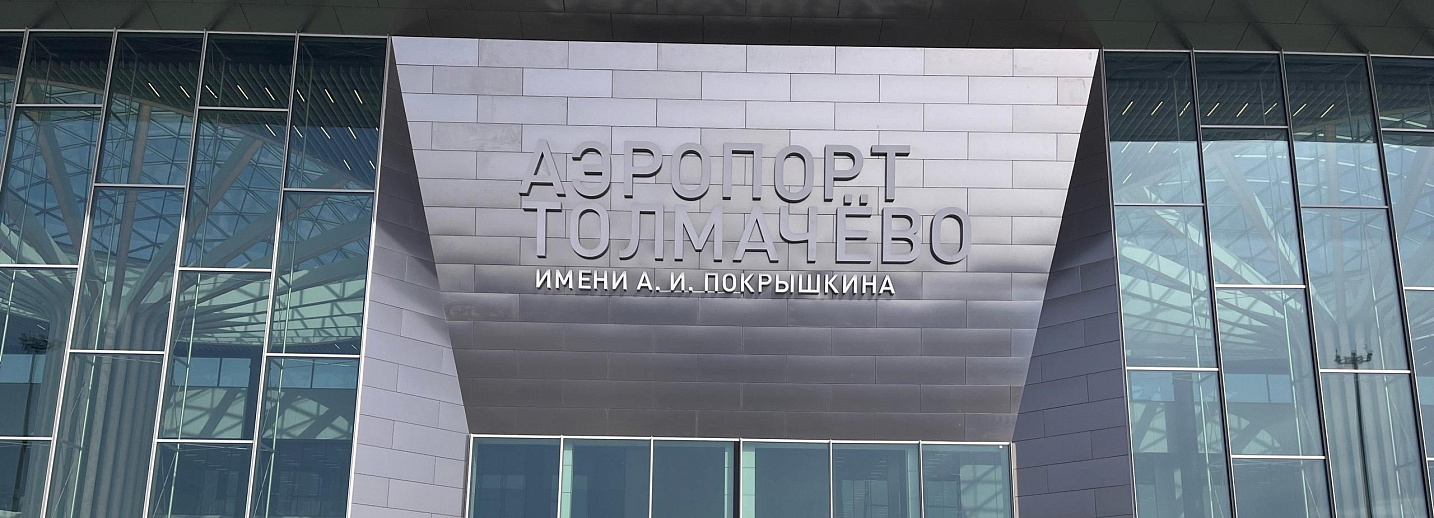 АЭРОПОРТ
ТОЛМАЧЁВО
ИМЕНИ А. И. ПОКРЫШКИНА